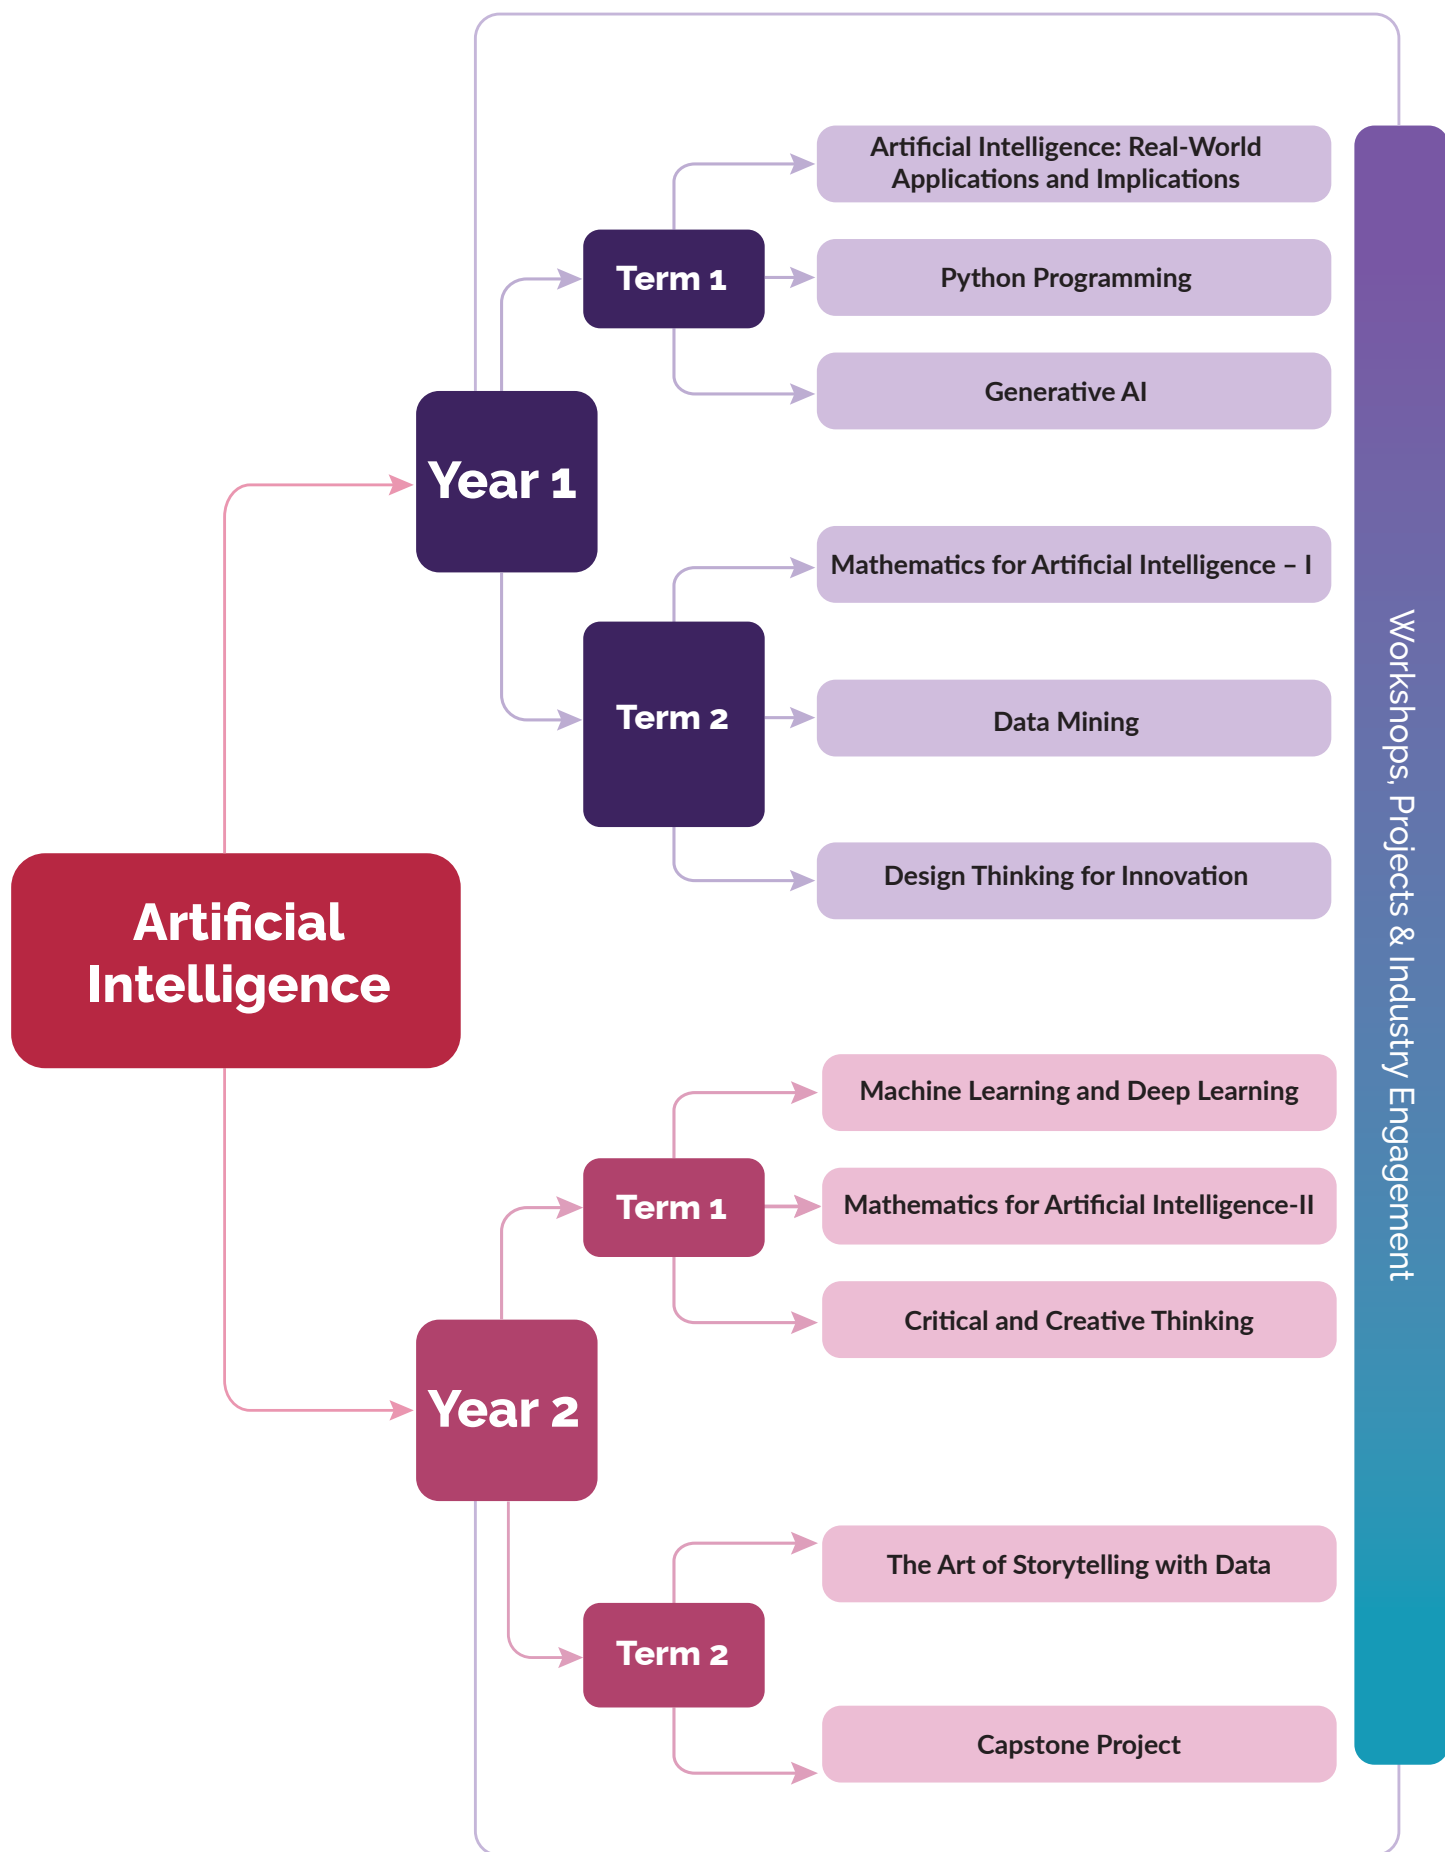 Artificial
Intelligence
Year 1
Term 1
Artificial Intelligence: Real-World
Applications and Implications
Python Programming
Generative AI
Term 2
Mathematics for Artificial Intelligence – I
Data Mining
Design Thinking for Innovation
Year 2
Term 1
Machine Learning and Deep Learning
Mathematics for Artificial Intelligence-II
Critical and Creative Thinking
Term 2
The Art of Storytelling with Data
Capstone Project
Workshops, Projects & Industry Engagement